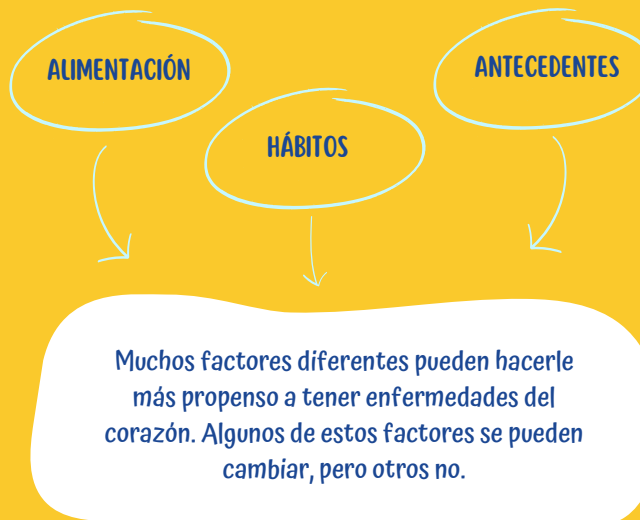 ALIMENTACIÓN
ANTECEDENTES
HÁBITOS
Muchos factores diferentes pueden hacerle
más propenso a tener enfermedades del
corazón. Algunos de estos factores se pueden
cambiar, pero otros no.